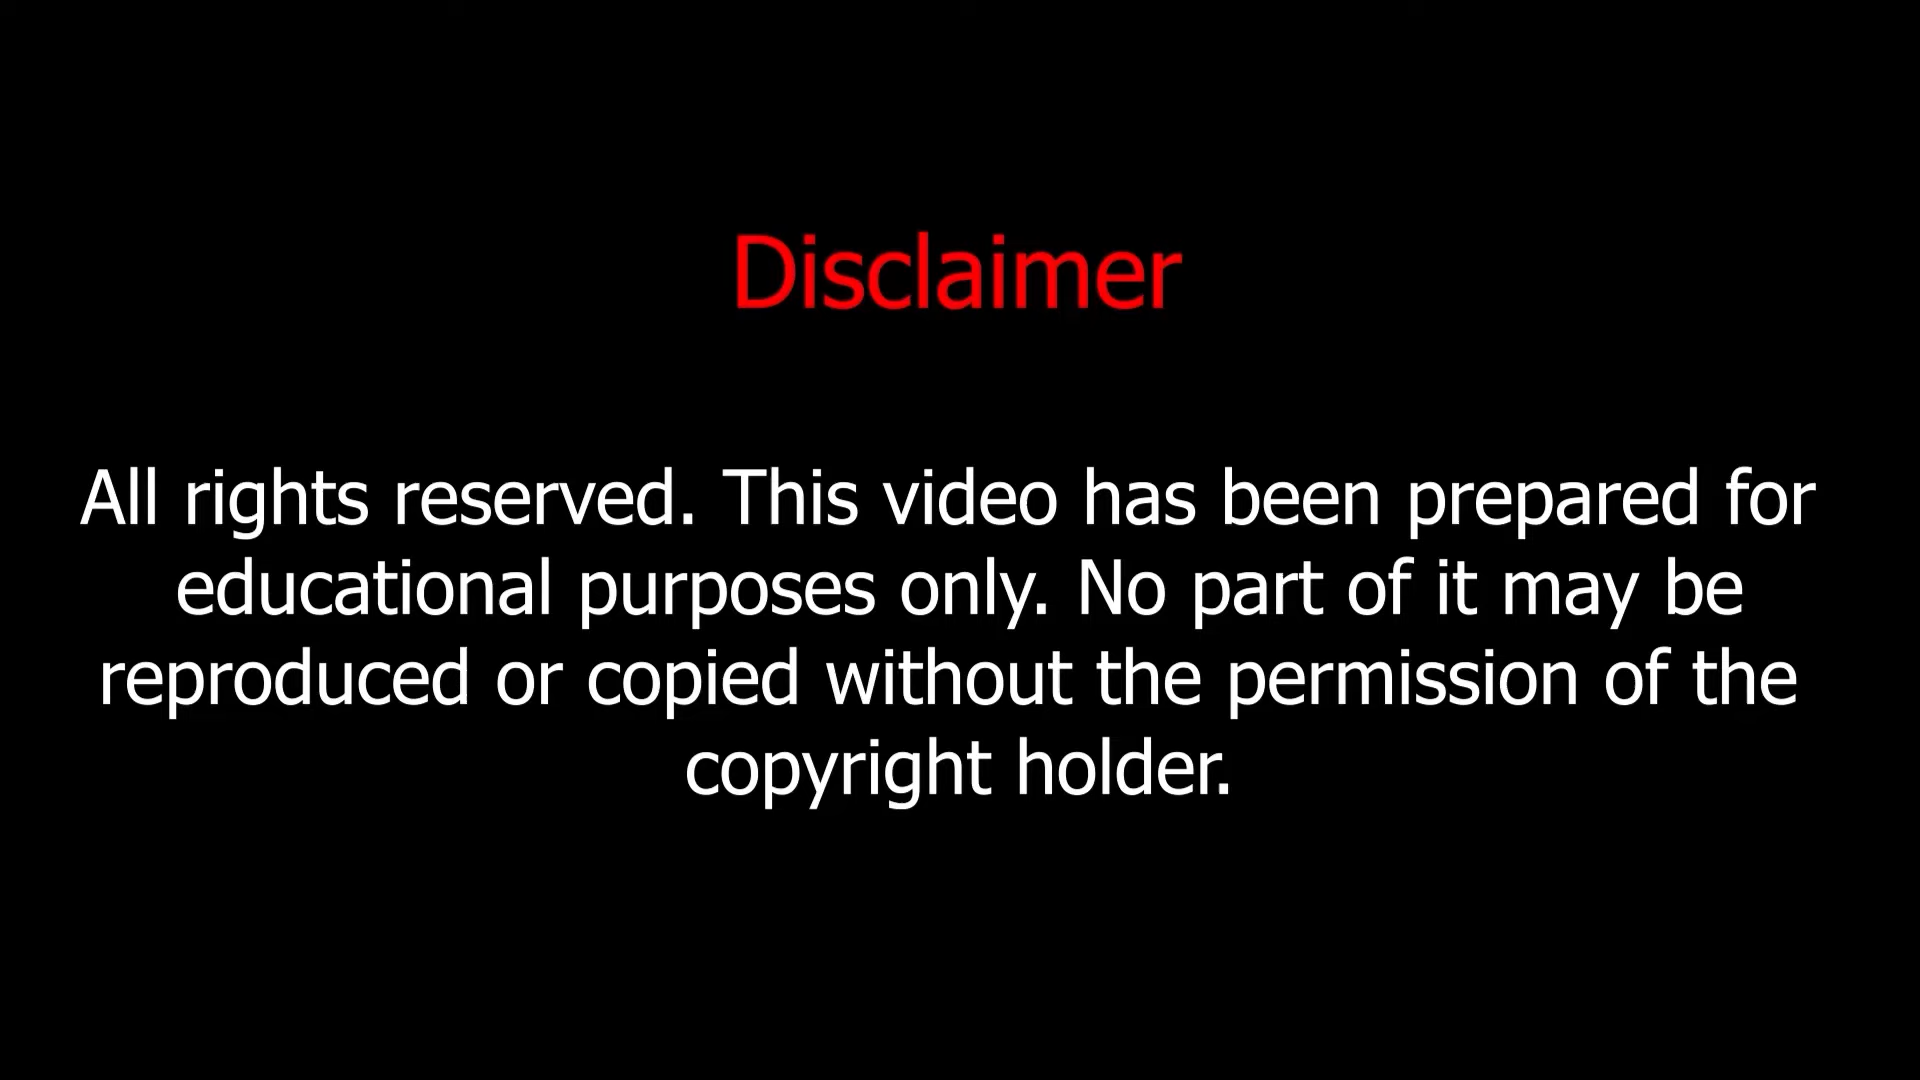 Disclaimer
All rights reserved. This video has been prepared for
educational purposes only. No part of it may be
reproduced or copied without the permission of the
copyright holder.